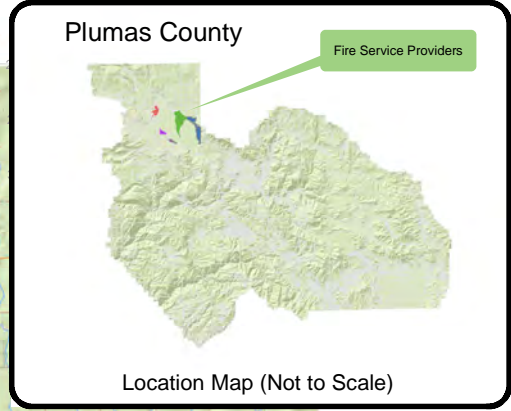 Plumas County
Fire Service Providers
Location Map (Not to Scale)